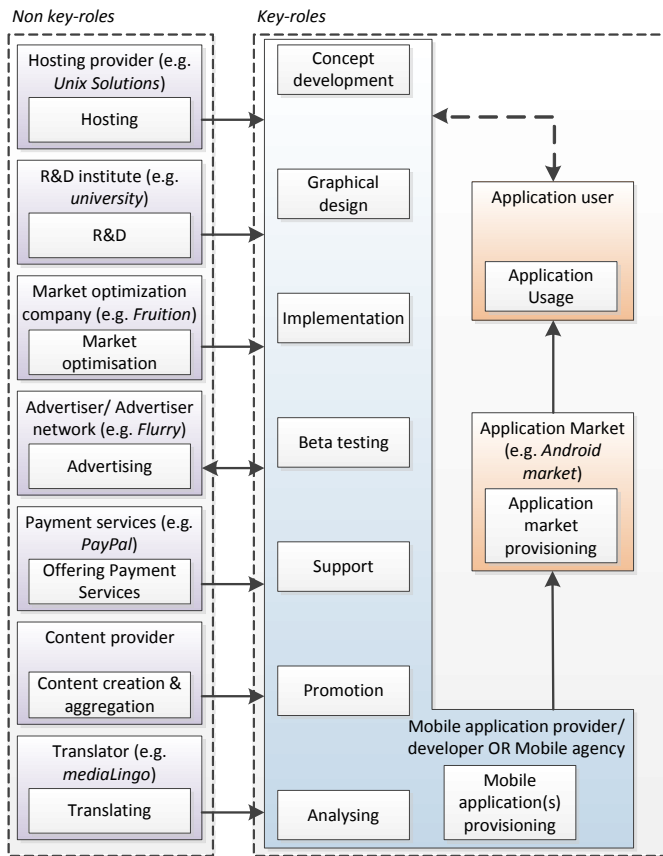 Non key-roles
Hosting provider (e.g.
Unix Solutions)
Hosting
R&D institute (e.g.
university)
R&D
Market optimization
company (e.g. Fruition)
Market
optimisation
Advertiser/ Advertiser
network (e.g. Flurry)
Advertising
Payment services (e.g.
PayPal)
Offering Payment
Services
Content provider
Content creation &
aggregation
Translator (e.g.
mediaLingo)
Translating
Key-roles
Concept
development
Graphical
design
Implementation
Beta testing
Support
Promotion
Analysing
Application user
Application
Usage
Application Market
(e.g. Android
market)
Application
market
provisioning
Mobile application provider/
developer OR Mobile agency
Mobile
application(s)
provisioning